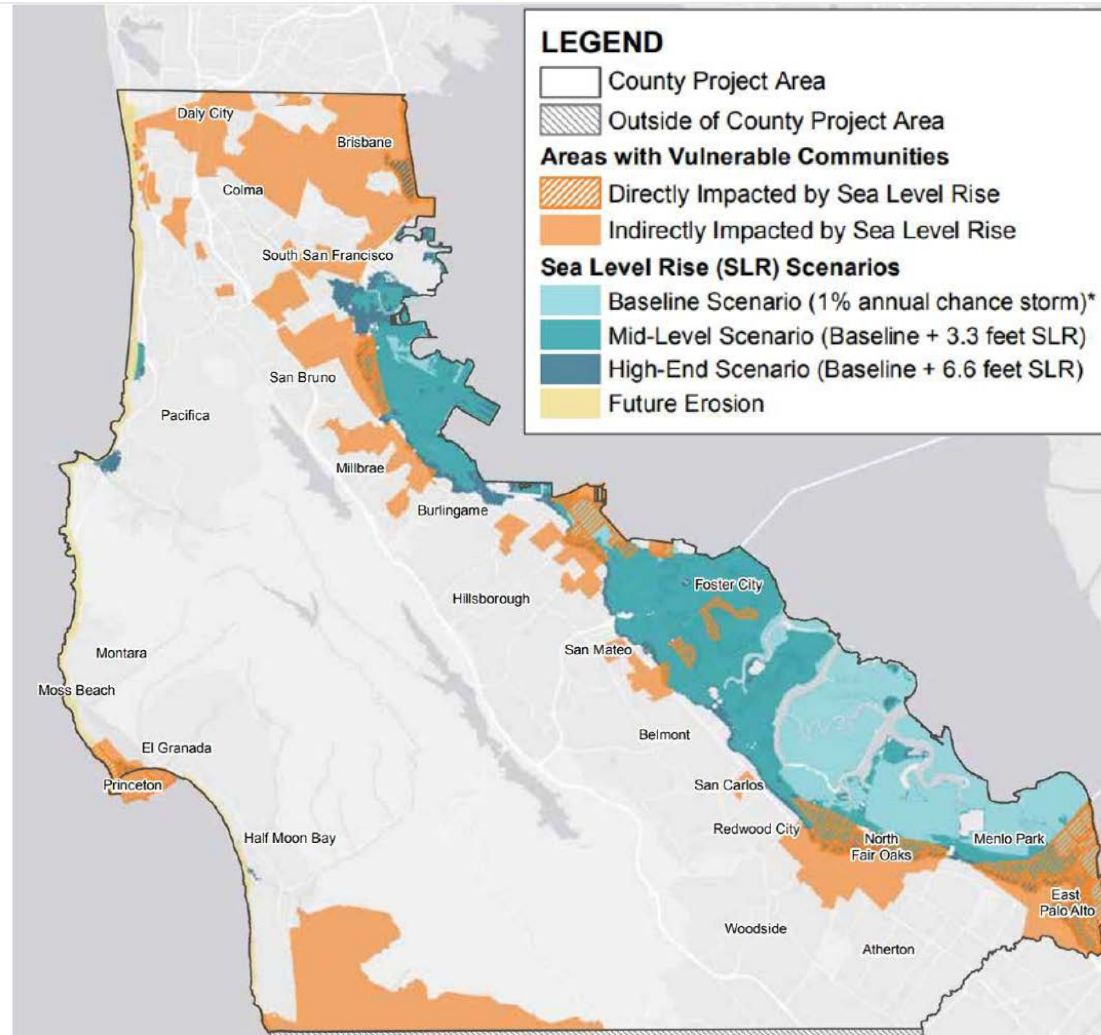 LEGEND
County Project Area
Outside of County Project Area
Areas with Vulnerable Communities
Directly Impacted by Sea Level Rise
Indirectly Impacted by Sea Level Rise
Sea Level Rise (SLR) Scenarios
Baseline Scenario (1% annual chance storm)*
Mid-Level Scenario (Baseline + 3.3 feet SLR)
High-End Scenario (Baseline + 6.6 feet SLR)
Future Erosion
Daly City
Brisbane
Colma
South San Francisco
San Bruno
Pacifica
Millbrae
Burlingame
Foster City
Hillsborough
San Mateo
Montara
Moss Beach
Belmont
El Granada
Princeton
San Carlos
Redwood City
Half Moon Bay
North
Fair Oaks
Menlo Park
East
Palo Alto
Woodside
Atherton